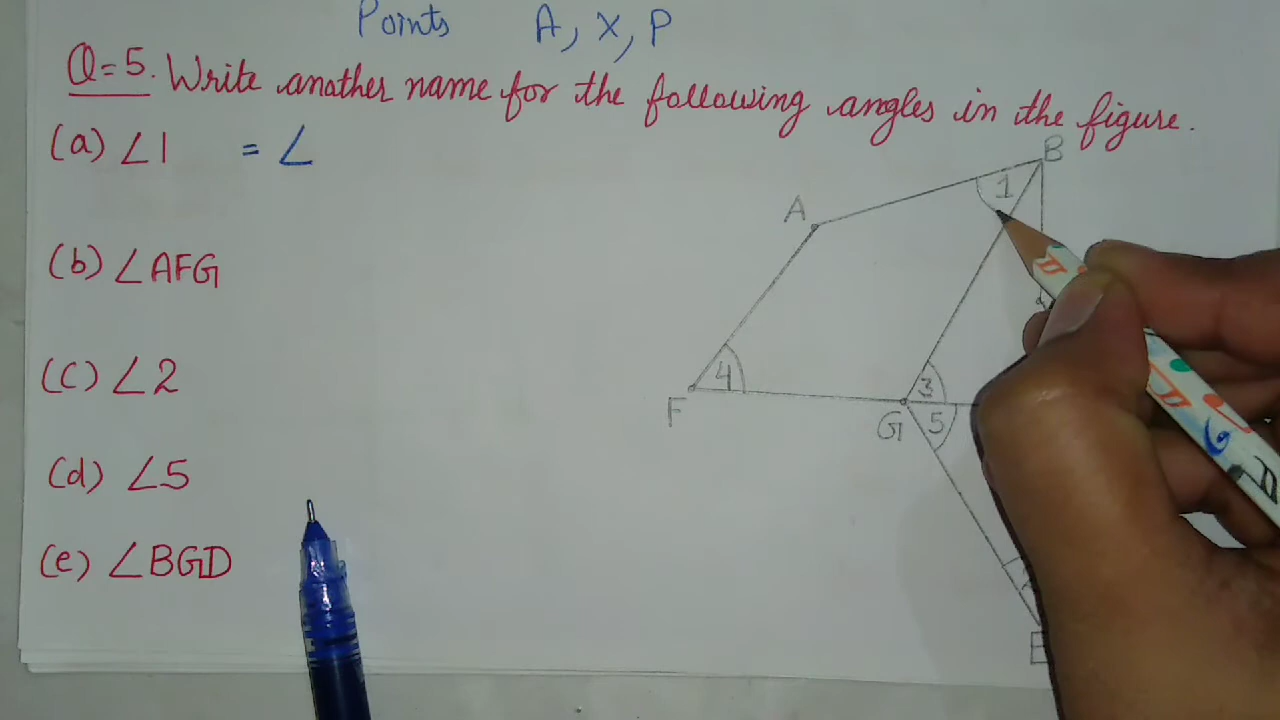 Points A, X, P
Q=5. Write another name for the following angles in the figure.
(a) ∠1 = ∠
(b) ∠AFG
(c) ∠2
(d) ∠5
(e) ∠BGD
B
1
A
4
3
F
G
5
E